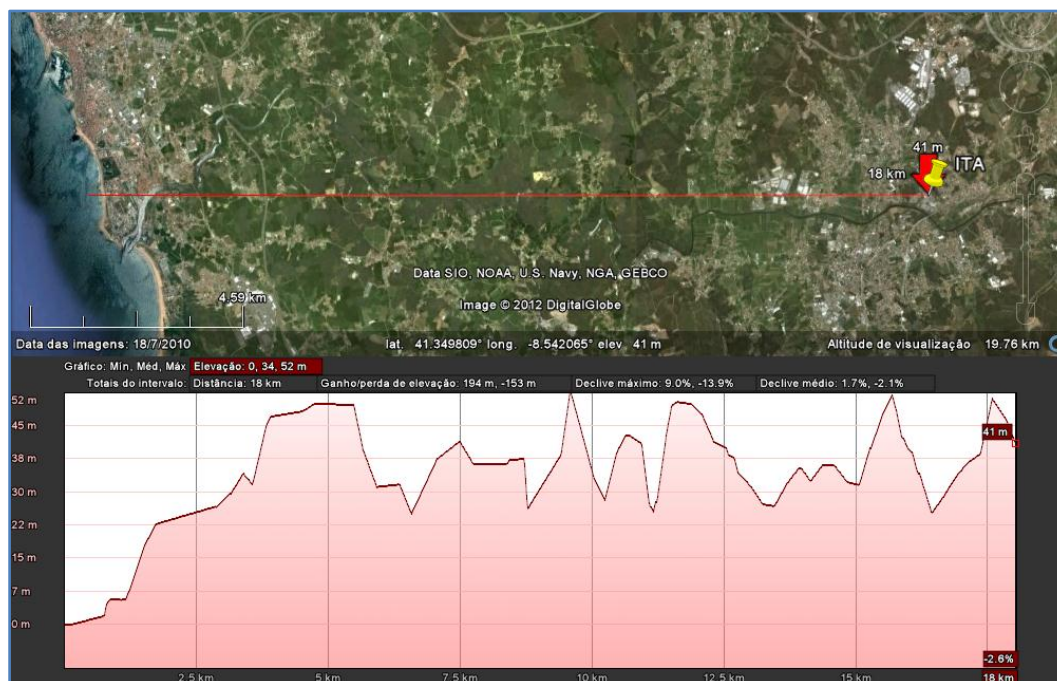 41 m
ITA
18 km
Data SIO, NOAA, U.S. Navy, NGA, GEBCO
4.59 km
Image © 2012 DigitalGlobe
Data das imagens: 18/7/2010 lat. 41.349809° long. -8.542065° elev 41 m Altitude de visualização 19.76 km
Gráfico: Mín, Méd, Máx Elevação: 0, 34, 52 m
Totais do intervalo: Distância: 18 km Ganho/perda de elevação: 194 m, -153 m Declive máximo: 9.0%, -13.9% Declive médio: 1.7%, -2.1%
52 m
45 m
41 m
38 m
30 m
22 m
15 m
7 m
0 m
-2.6%
2.5 km 5 km 7.5 km 10 km 12.5 km 15 km 18 km